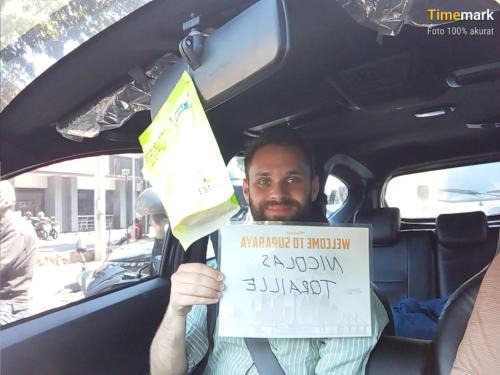 Timemark
Foto 100% akurat
WELCOME TO SURABAYA
NICOLAS
TORAILLE